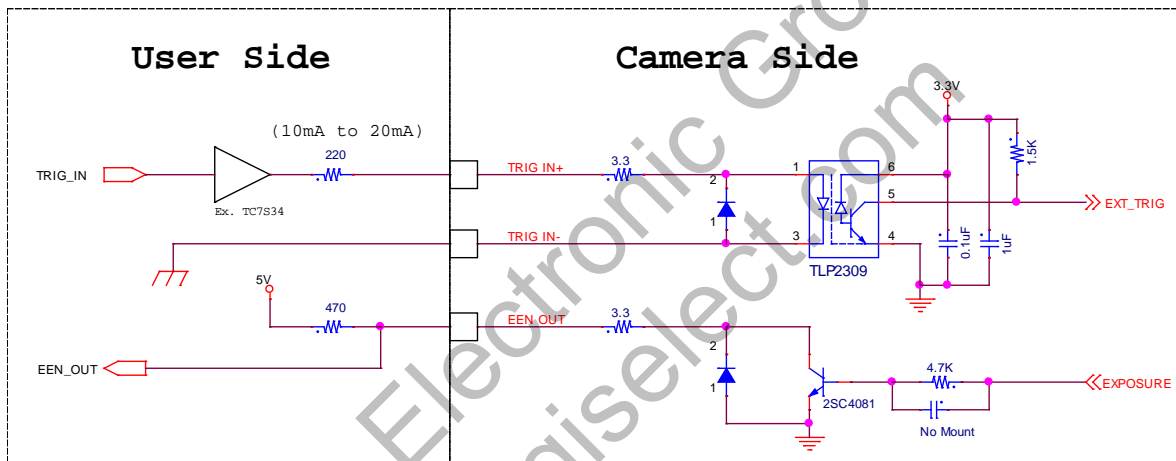 User Side
Camera Side
(10mA to 20mA)
TRIG_IN
Ex. TC7S34
220
TRIG IN+
3.3
2
1
TRIG IN-
1
3
6
5
4
TLP2309
3.3V
1.5K
EXT_TRIG
0.1uF
1uF
5V
470
EEN_OUT
EEN OUT
3.3
2
1
2SC4081
4.7K
No Mount
EXPOSURE
Electronic